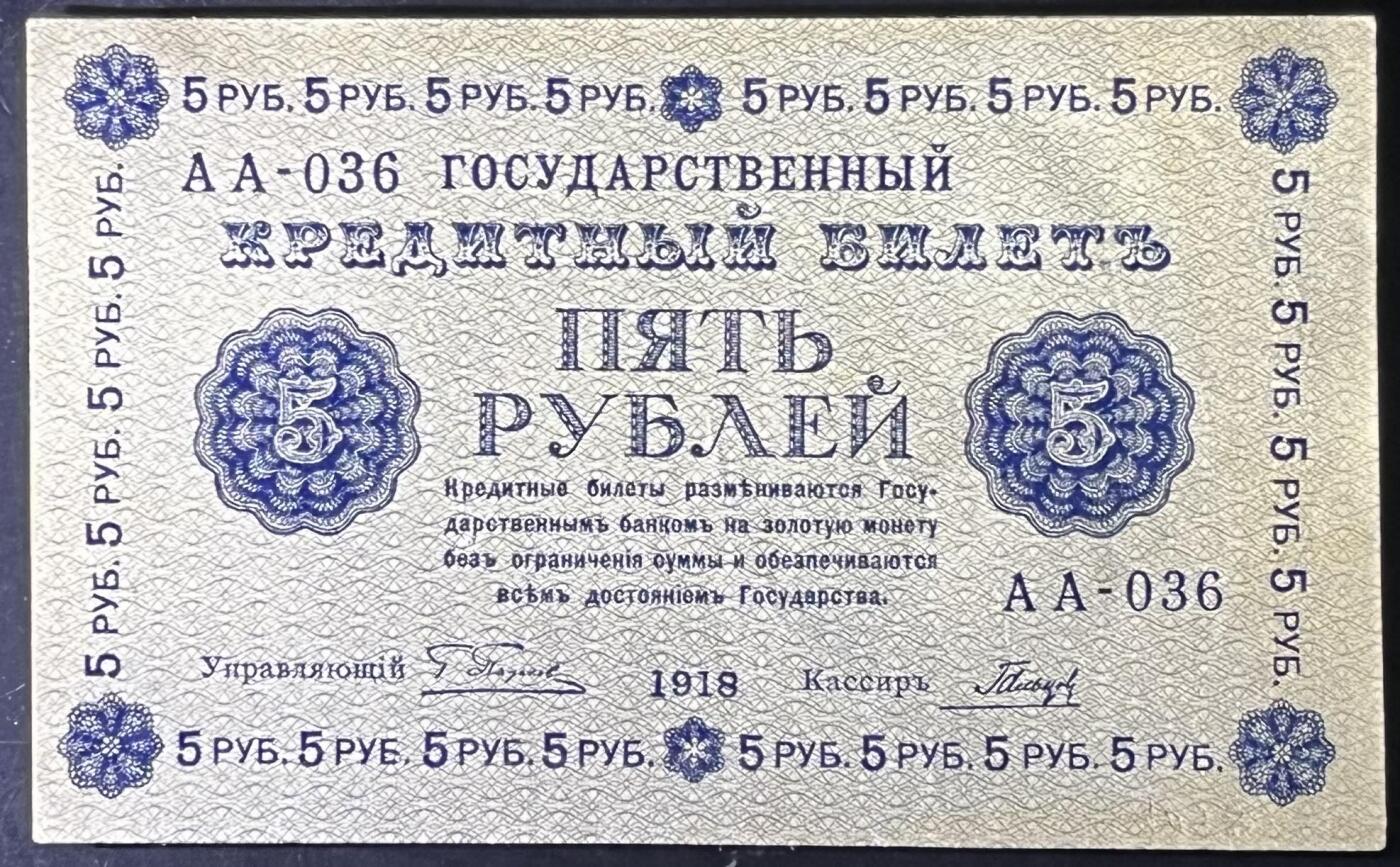 5 РУБ. 5 РУБ. 5 РУБ. 5 РУБ. 5 РУБ. 5 РУБ. 5 РУБ. 5 РУБ.
АА-036 ГОСУДАРСТВЕННЫЙ
КРЕДИТНЫЙ БИЛЕТЪ
5 ПЯТЬ 5
РУБЛЕЙ
Кредитные билеты размѣниваются Госу-
дарственнымъ банкомъ на золотую монету
безъ ограниченія суммы и обезпечиваются
всѣмъ достояніемъ Государства.
АА-036
Управляющій
1918 Кассиръ
5 РУБ. 5 РУБ. 5 РУБ. 5 РУБ. 5 РУБ. 5 РУБ. 5 РУБ. 5 РУБ.
5 РУБ. 5 РУБ. 5 РУБ. 5 РУБ.
5 РУБ. 5 РУБ. 5 РУБ. 5 РУБ.